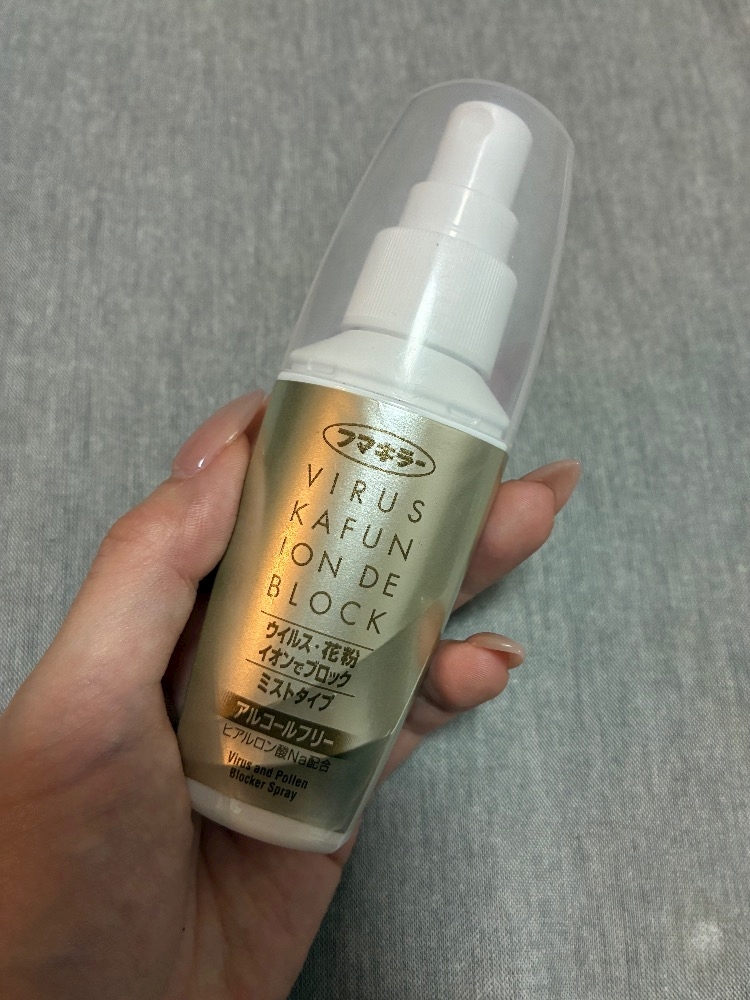 フマキラー
VIRUS
KAFUN
ION DE
BLOCK
ウイルス・花粉
イオンでブロック
ミストタイプ
アルコールフリー
ヒアルロン酸Na配合
Virus and Pollen
Blocker Spray